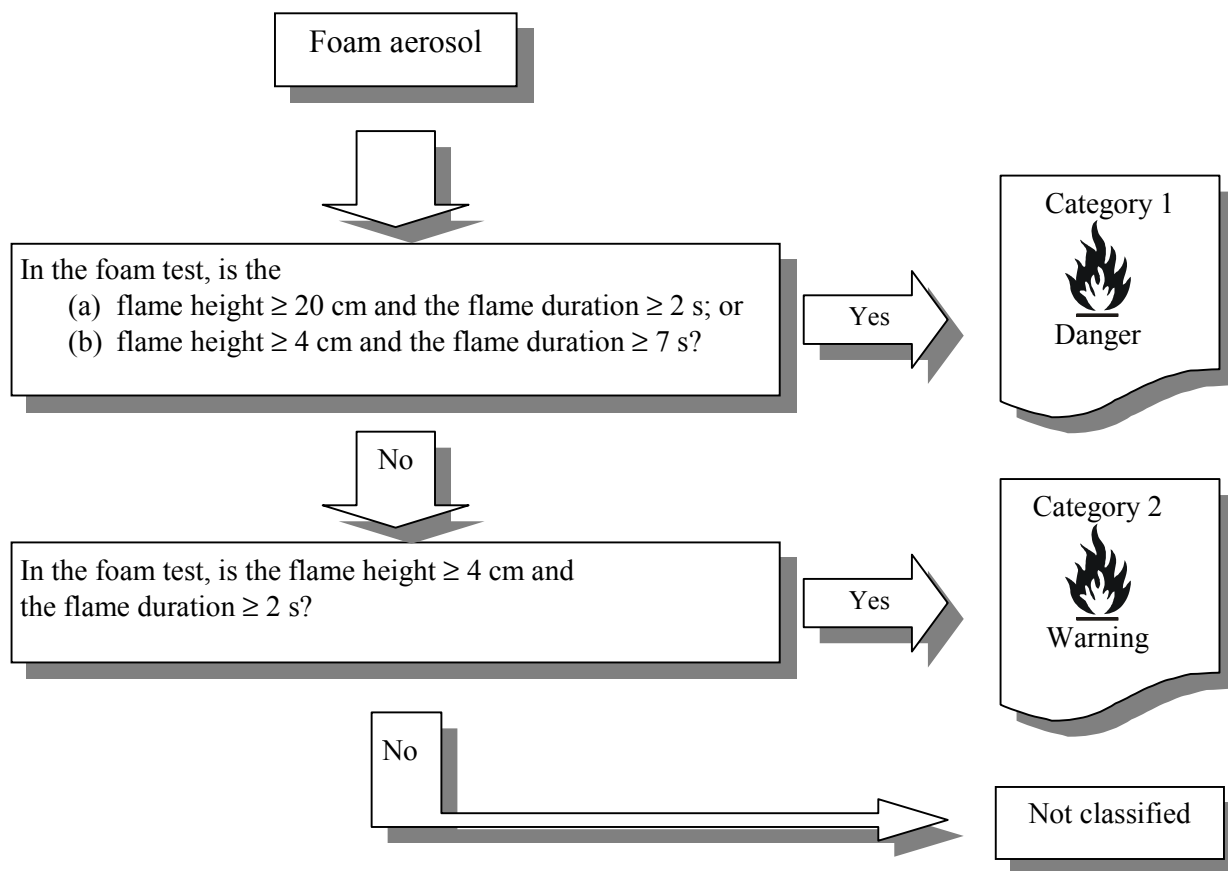 Foam aerosol
In the foam test, is the
(a) flame height ≥ 20 cm and the flame duration ≥ 2 s; or
(b) flame height ≥ 4 cm and the flame duration ≥ 7 s?
Yes
Category 1
Danger
No
In the foam test, is the flame height ≥ 4 cm and
the flame duration ≥ 2 s?
Yes
Category 2
Warning
No
Not classified